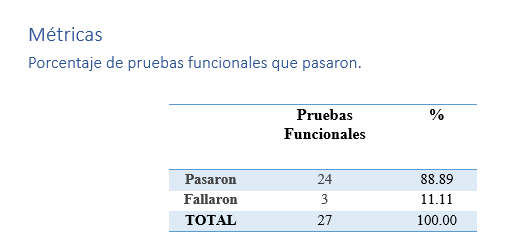 Métricas
Porcentaje de pruebas funcionales que pasaron.
Pruebas Funcionales %
Pasaron 24 88.89
Fallaron 3 11.11
TOTAL 27 100.00